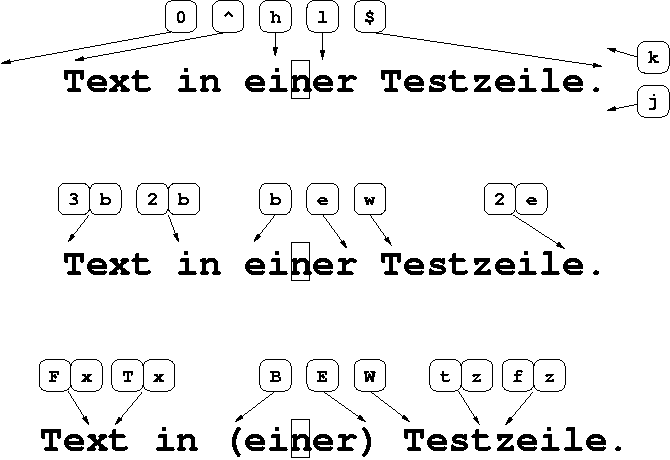 0 ^ h l $
k
Text in einer Testzeile.
j
3 b 2 b b e w 2 e
Text in einer Testzeile.
F x T x B E W t z f z
Text in (einer) Testzeile.